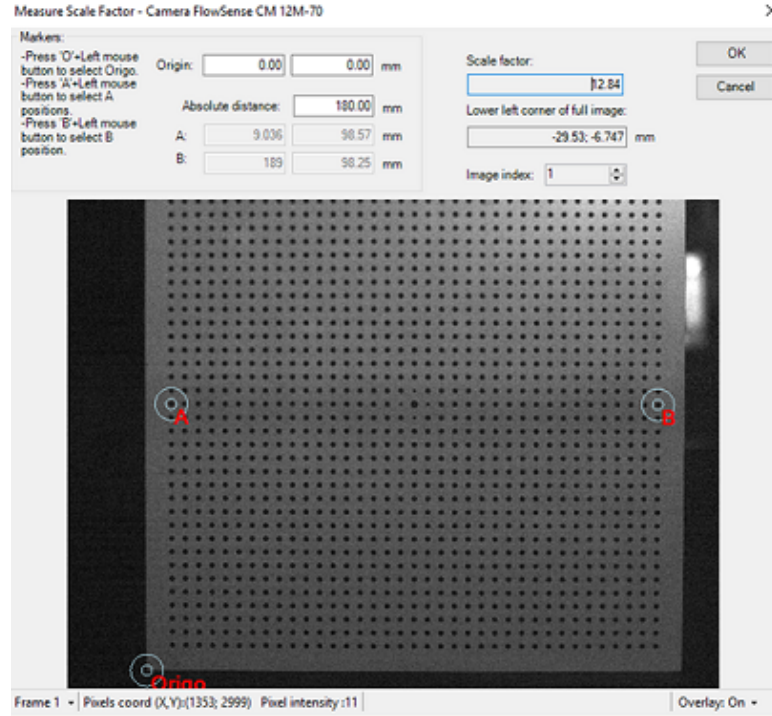 Measure Scale Factor - Camera FlowSense CM 12M-70
Markers:
-Press 'O'+Left mouse
button to select Origo.
-Press 'A'+Left mouse
button to select A
positions.
-Press 'B'+Left mouse
button to select B
position.
Origin: 0.00 0.00 mm
Absolute distance: 180.00 mm
A: 9.036 98.57 mm
B: 189 98.25 mm
Scale factor:
12.84
Lower left corner of full image:
-29.53; -6.747 mm
Image index: 1
OK
Cancel
A
B
Origo
Frame 1 Pixels coord (X,Y):(1353; 2999) Pixel intensity :11 Overlay: On